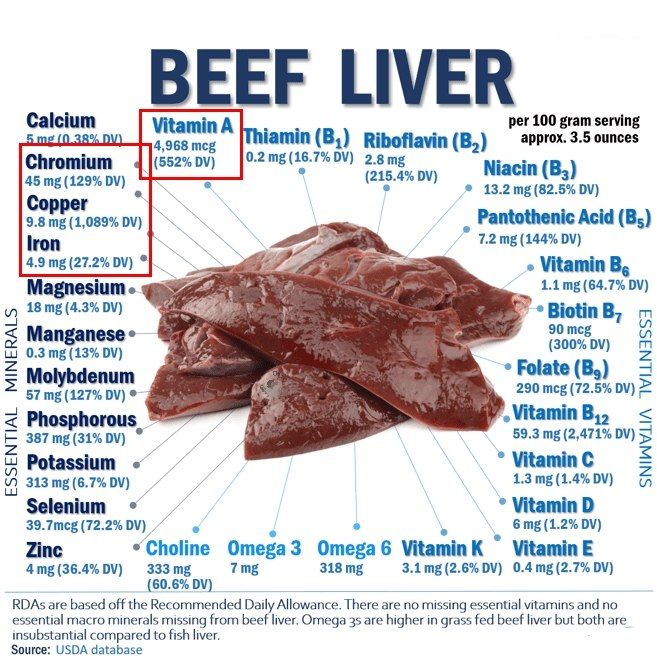 BEEF LIVER
per 100 gram serving
approx. 3.5 ounces
Calcium
5 mg (0.38% DV)
Chromium
45 mg (129% DV)
Copper
9.8 mg (1,089% DV)
Iron
4.9 mg (27.2% DV)
Magnesium
18 mg (4.3% DV)
Manganese
0.3 mg (13% DV)
Molybdenum
57 mg (127% DV)
Phosphorous
387 mg (31% DV)
Potassium
313 mg (6.7% DV)
Selenium
39.7mcg (72.2% DV)
Zinc
4 mg (36.4% DV)
ESSENTIAL MINERALS
Vitamin A
4,968 mcg
(552% DV)
Thiamin (B1)
0.2 mg (16.7% DV)
Riboflavin (B2)
2.8 mg
(215.4% DV)
Niacin (B3)
13.2 mg (82.5% DV)
Pantothenic Acid (B5)
7.2 mg (144% DV)
Vitamin B6
1.1 mg (64.7% DV)
Biotin B7
90 mcg
(300% DV)
Folate (B9)
290 mcg (72.5% DV)
Vitamin B12
59.3 mg (2,471% DV)
Vitamin C
1.3 mg (1.4% DV)
Vitamin D
6 mg (1.2% DV)
Vitamin E
0.4 mg (2.7% DV)
ESSENTIAL VITAMINS
Choline
333 mg
(60.6% DV)
Omega 3
7 mg
Omega 6
318 mg
Vitamin K
3.1 mg (2.6% DV)
RDAs are based off the Recommended Daily Allowance. There are no missing essential vitamins and no
essential macro minerals missing from beef liver. Omega 3s are higher in grass fed beef liver but both are
insubstantial compared to fish liver.
Source: USDA database